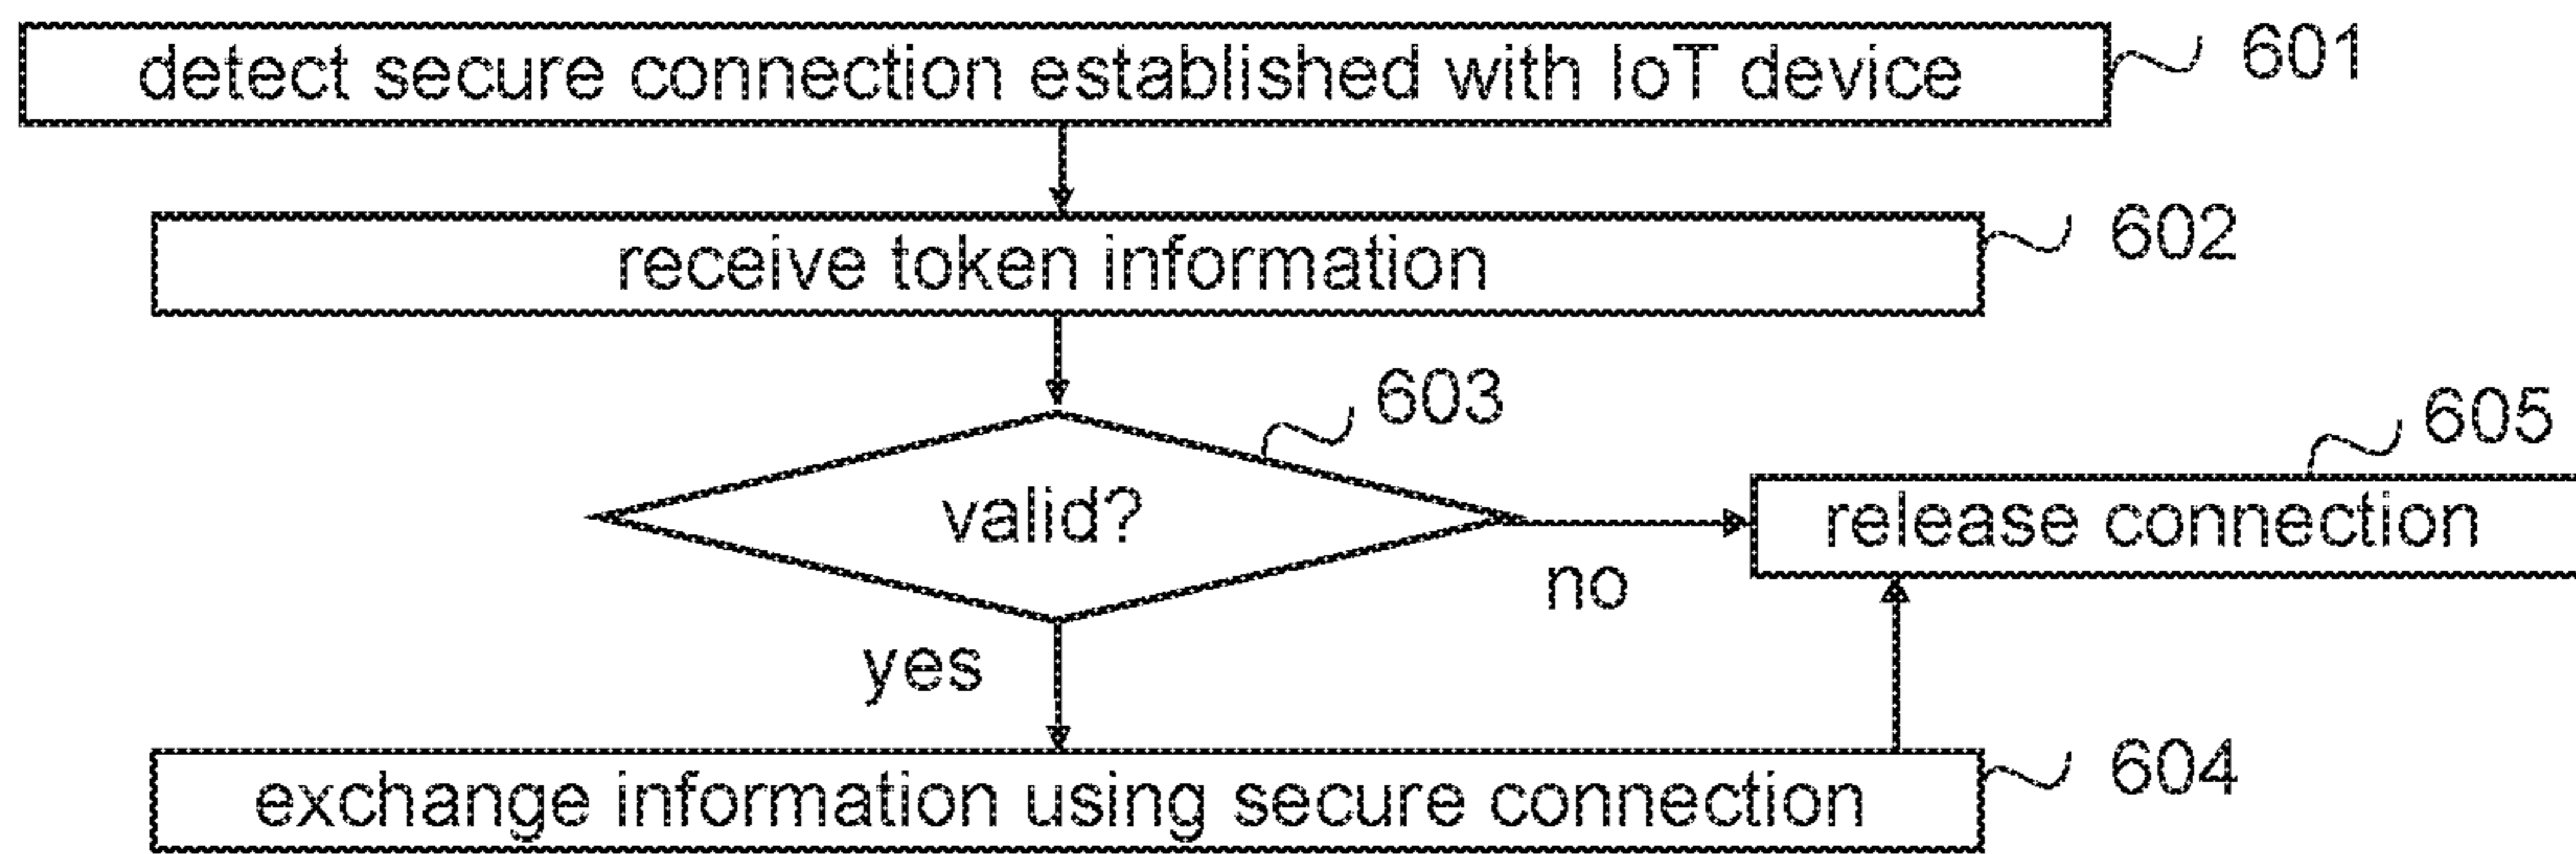 detect secure connection established with IoT device 601
receive token information 602
603
valid?
605
release connection
no
yes
exchange information using secure connection 604